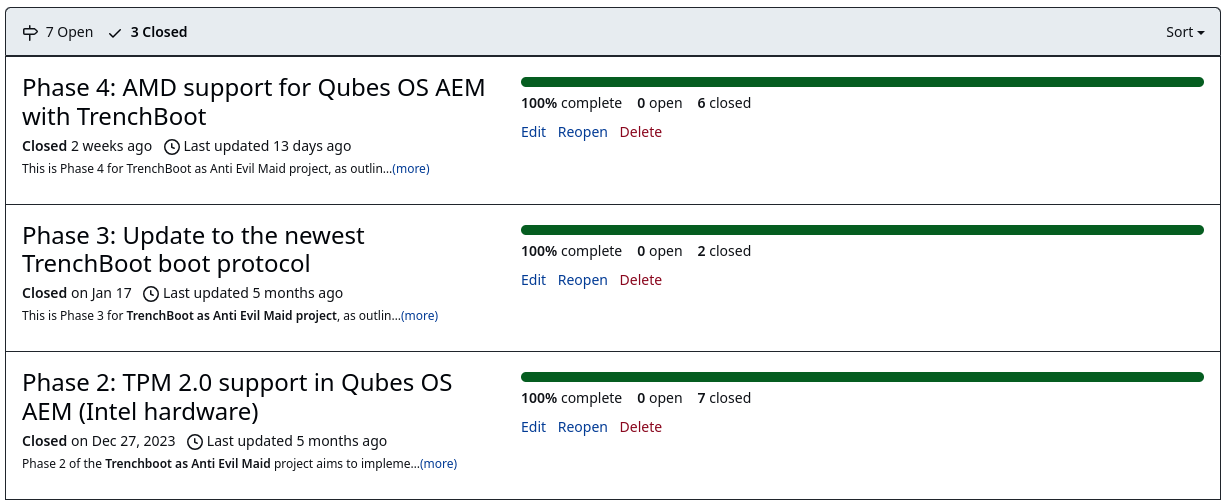 7 Open 3 Closed Sort
Phase 4: AMD support for Qubes OS AEM
with TrenchBoot
Closed 2 weeks ago Last updated 13 days ago
This is Phase 4 for TrenchBoot as Anti Evil Maid project, as outlin...(more)
100% complete 0 open 6 closed
Edit Reopen Delete
Phase 3: Update to the newest
TrenchBoot boot protocol
Closed on Jan 17 Last updated 5 months ago
This is Phase 3 for TrenchBoot as Anti Evil Maid project, as outlin...(more)
100% complete 0 open 2 closed
Edit Reopen Delete
Phase 2: TPM 2.0 support in Qubes OS
AEM (Intel hardware)
Closed on Dec 27, 2023 Last updated 5 months ago
Phase 2 of the Trenchboot as Anti Evil Maid project aims to impleme...(more)
100% complete 0 open 7 closed
Edit Reopen Delete